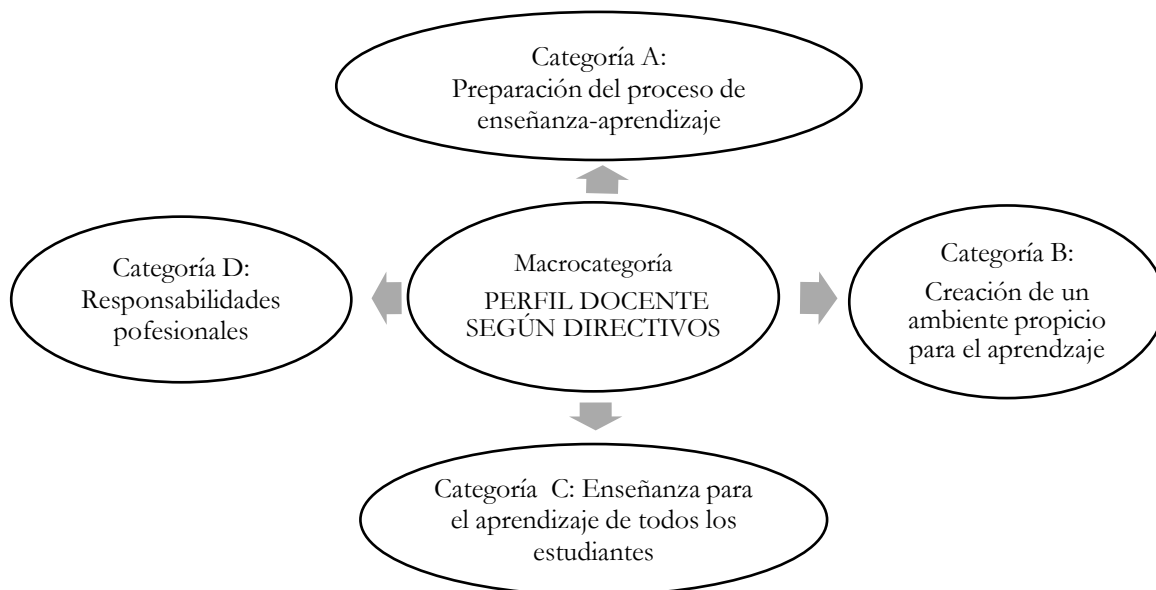 Categoría A:
Preparación del proceso de
enseñanza-aprendizaje
Categoría D:
Responsabilidades
pofesionales
Macrocategoría
PERFIL DOCENTE
SEGÚN DIRECTIVOS
Categoría B:
Creación de un
ambiente propicio
para el aprendzaje
Categoría  C: Enseñanza para
el aprendizaje de todos los
estudiantes